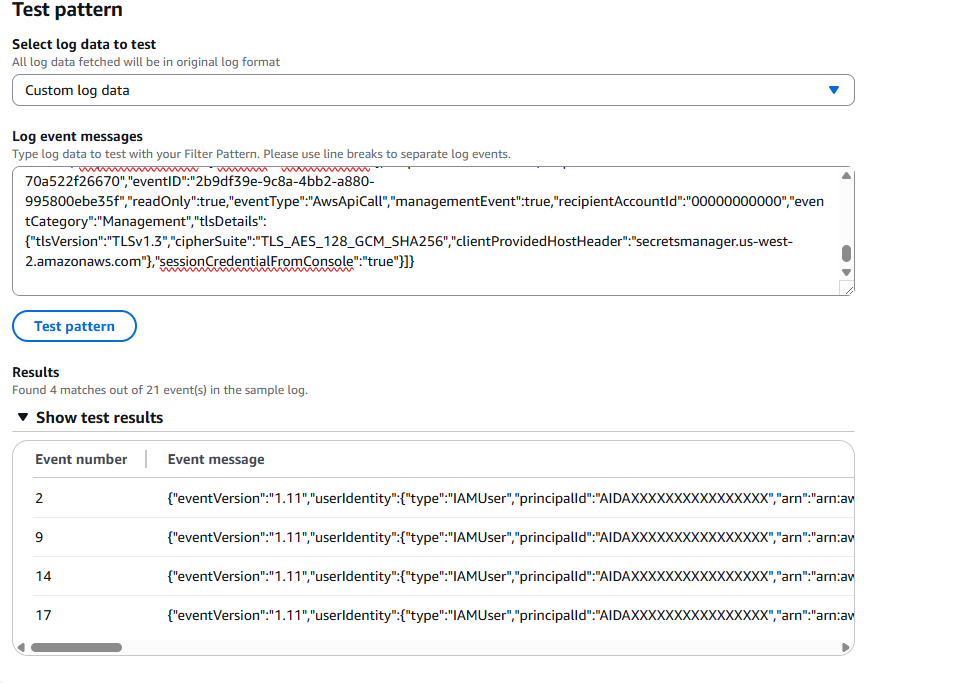 Test pattern
Select log data to test
All log data fetched will be in original log format
Custom log data
Log event messages
Type log data to test with your Filter Pattern. Please use line breaks to separate log events.
70a522f26670","eventID":"2b9df39e-9c8a-4bb2-a880-
995800ebe35f","readOnly":true,"eventType":"AwsApiCall","managementEvent":true,"recipientAccountId":"00000000000","even
tCategory":"Management","tlsDetails":
{"tlsVersion":"TLSv1.3","cipherSuite":"TLS_AES_128_GCM_SHA256","clientProvidedHostHeader":"secretsmanager.us-west-
2.amazonaws.com"},"sessionCredentialFromConsole":"true"}]}
Test pattern
Results
Found 4 matches out of 21 event(s) in the sample log.
Show test results
Event number Event message
2 {"eventVersion":"1.11","userIdentity":{"type":"IAMUser","principalId":"AIDAXXXXXXXXXXXXXXXXX","arn":"arn:aw
9 {"eventVersion":"1.11","userIdentity":{"type":"IAMUser","principalId":"AIDAXXXXXXXXXXXXXXXXX","arn":"arn:aw
14 {"eventVersion":"1.11","userIdentity":{"type":"IAMUser","principalId":"AIDAXXXXXXXXXXXXXXXXX","arn":"arn:aw
17 {"eventVersion":"1.11","userIdentity":{"type":"IAMUser","principalId":"AIDAXXXXXXXXXXXXXXXXX","arn":"arn:aw